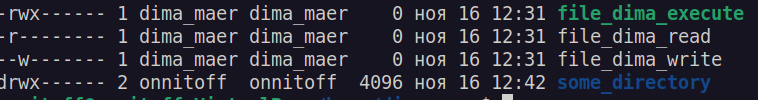 -rwx------ 1 dima_maer dima_maer    0 ноя 16 12:31 file_dima_execute
-r-------- 1 dima_maer dima_maer    0 ноя 16 12:31 file_dima_read
--w------- 1 dima_maer dima_maer    0 ноя 16 12:31 file_dima_write
drwx------ 2 onnitoff  onnitoff  4096 ноя 16 12:42 some_directory